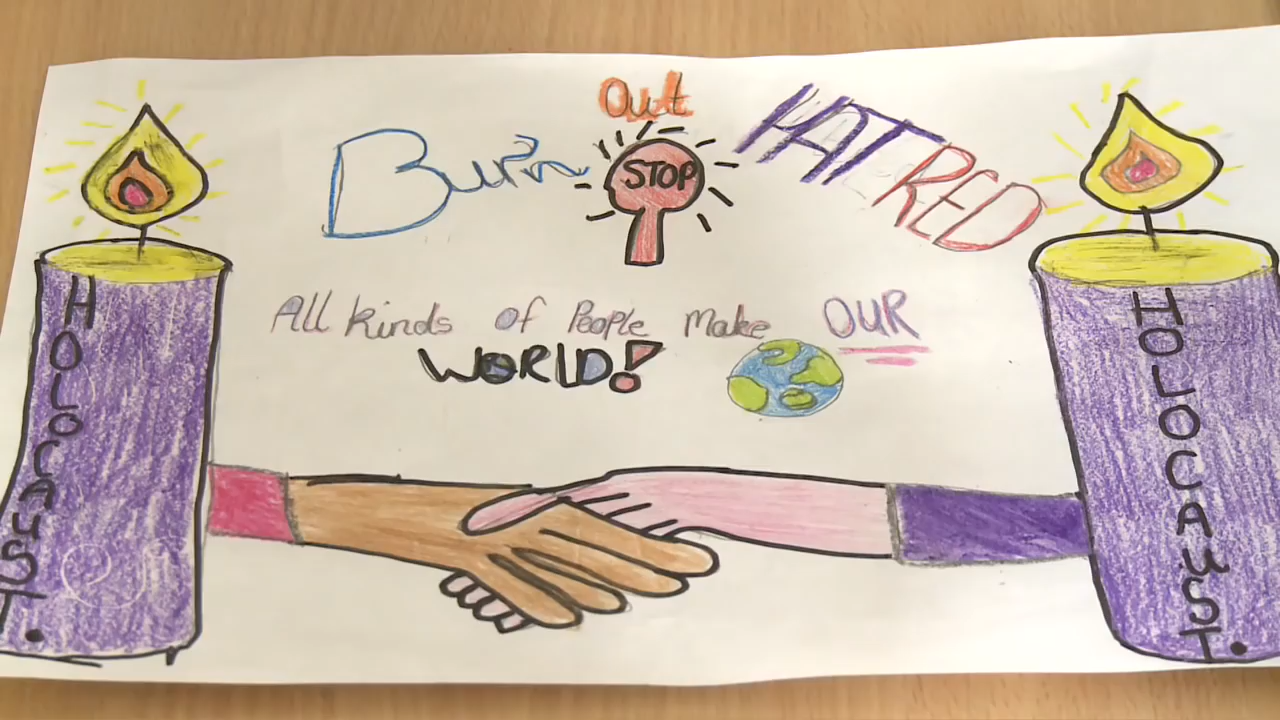 Burn Out HATRED
STOP
All kinds of People Make OUR
WORLD!
HOLOCAUST.
HOLOCAUST.